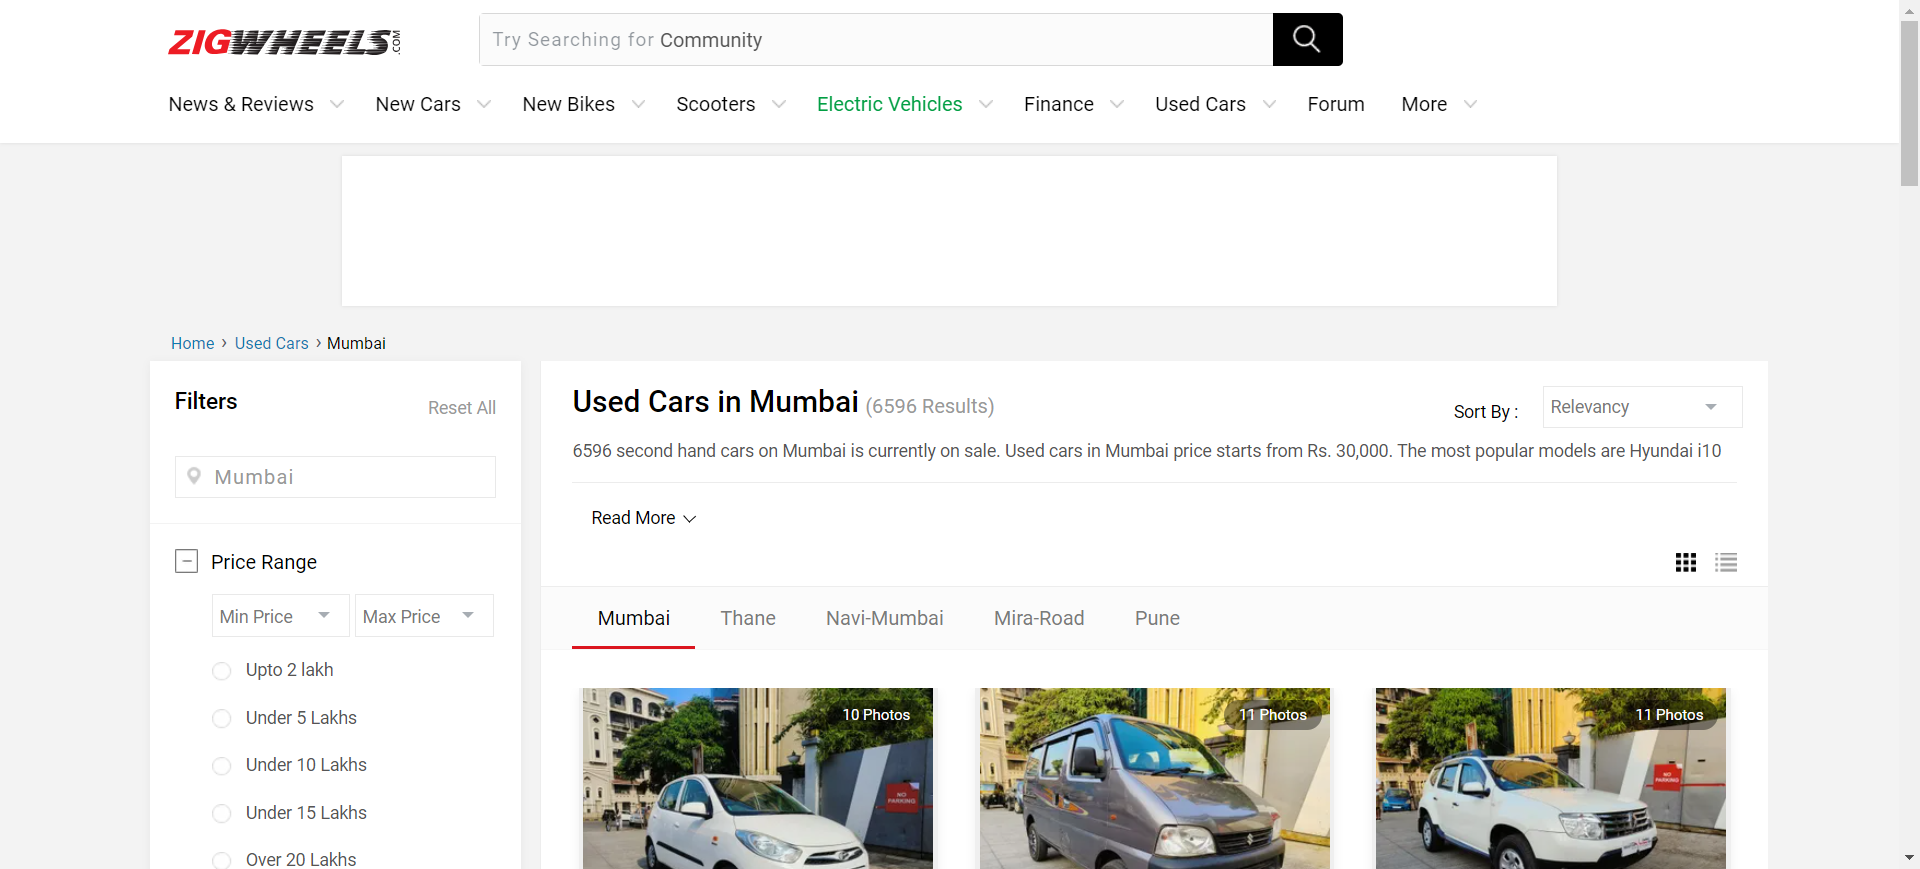 ZIGWHEELS.COM
Try Searching for Community
News & Reviews New Cars New Bikes Scooters Electric Vehicles Finance Used Cars Forum More
Home › Used Cars › Mumbai
Filters
Reset All
Mumbai
Price Range
Min Price Max Price
Upto 2 lakh
Under 5 Lakhs
Under 10 Lakhs
Under 15 Lakhs
Over 20 Lakhs
Used Cars in Mumbai (6596 Results)
Sort By : Relevancy
6596 second hand cars on Mumbai is currently on sale. Used cars in Mumbai price starts from Rs. 30,000. The most popular models are Hyundai i10
Read More
Mumbai Thane Navi-Mumbai Mira-Road Pune
10 Photos
NO PARKING
11 Photos
11 Photos
NO PARKING